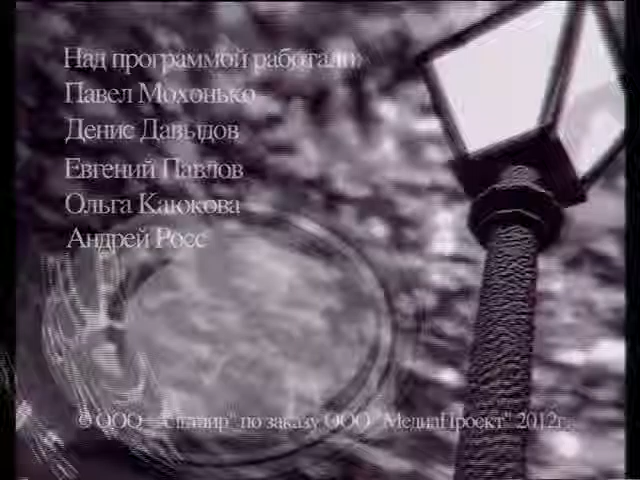 Над программой работали:
Павел Мохонько
Денис Давыдов
Евгений Павлов
Ольга Каюкова
Андрей Росс
© ООО по заказу ООО "МедиаПроект" 2012г.